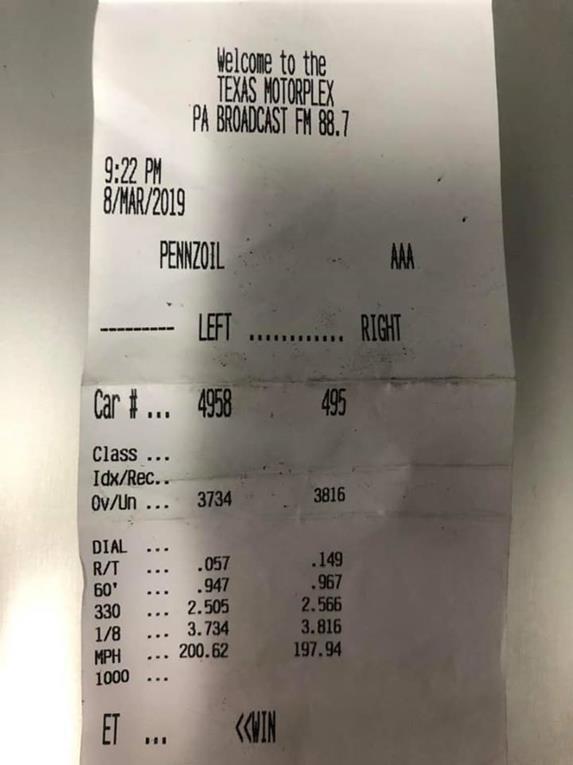 Welcome to the
TEXAS MOTORPLEX
PA BROADCAST FM 88.7
9:22 PM
8/MAR/2019
PENNZOIL AAA
--------- LEFT ............ RIGHT
Car # ... 4958 495
Class ...
Idx/Rec..
Ov/Un ... 3734 3816
DIAL ...
R/T ... .057 .149
60' ... .947 .967
330 ... 2.505 2.566
1/8 ... 3.734 3.816
MPH ... 200.62 197.94
1000 ...
ET ... <<WIN